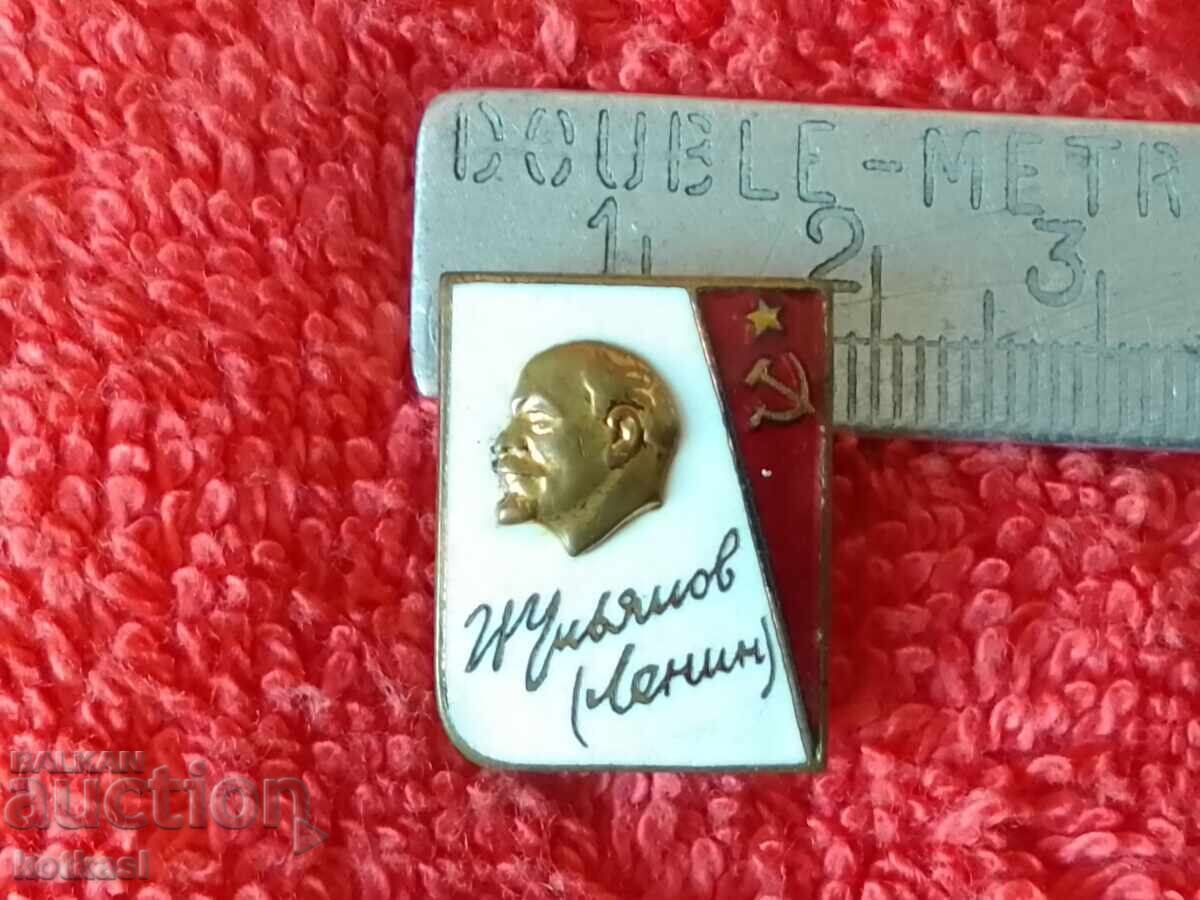 DOUBLE-METR
1 2 3
Ульянов
(Ленин)
BALKAN
auction
kotkasl